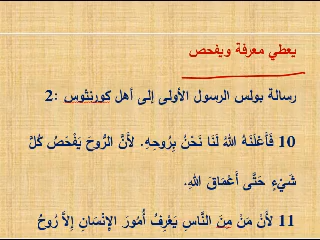 يعطي معرفة ويفحص
رسالة بولس الرسول الأولى إلى أهل كورنثوس 2:
10 فَأَعْلَنَهُ اللهُ لَنَا نَحْنُ بِرُوحِهِ. لأَنَّ الرُّوحَ يَفْحَصُ كُلَّ
شَيْءٍ حَتَّى أَعْمَاقَ اللهِ.
11 لأَنْ مَنْ مِنَ النَّاسِ يَعْرِفُ أُمُورَ الإِنْسَانِ إِلاَّ رُوحُ